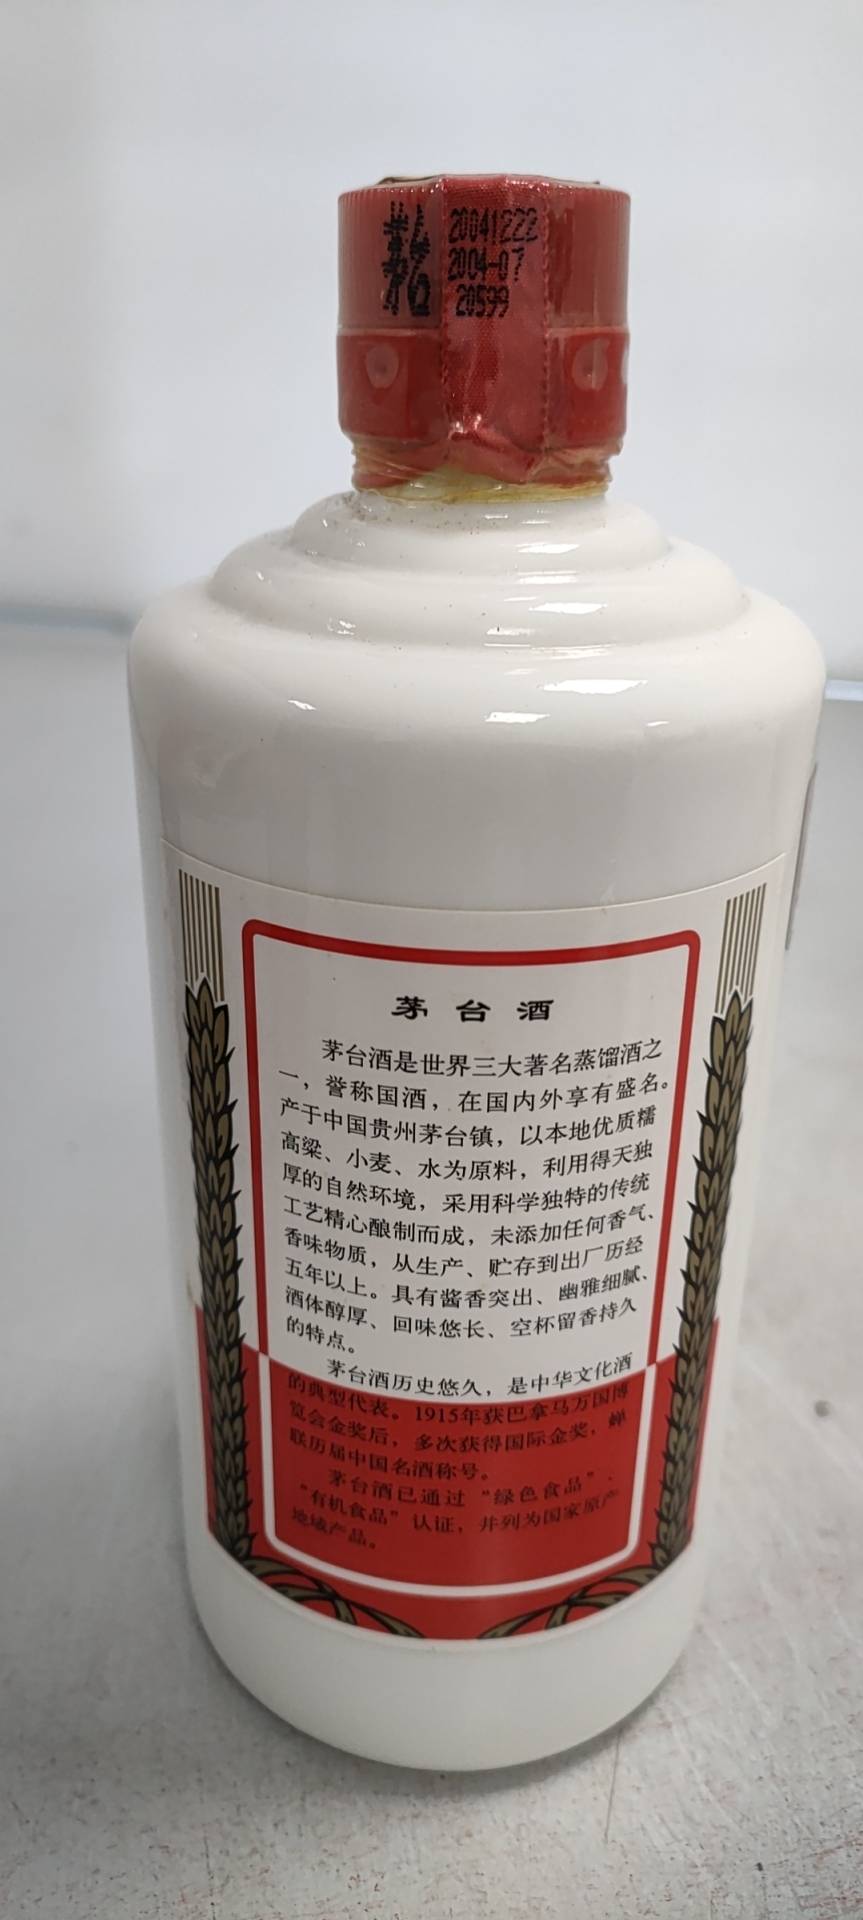 20041222
2004-07
20599
茅台酒
茅台酒是世界三大著名蒸馏酒之
一，誉称国酒，在国内外享有盛名。
产于中国贵州茅台镇，以本地优质糯
高粱、小麦、水为原料，利用得天独
厚的自然环境，采用科学独特的传统
工艺精心酿制而成，未添加任何香气、
香味物质，从生产、贮存到出厂历经
五年以上。具有酱香突出、幽雅细腻、
酒体醇厚、回味悠长、空杯留香持久
的特点。
茅台酒历史悠久，是中华文化酒
的典型代表。1915年获巴拿马万国博
览会金奖后，多次获得国际金奖，蝉
联历届中国名酒称号。
茅台酒已通过“绿色食品”、
“有机食品”认证，并列为国家原产
地域产品。